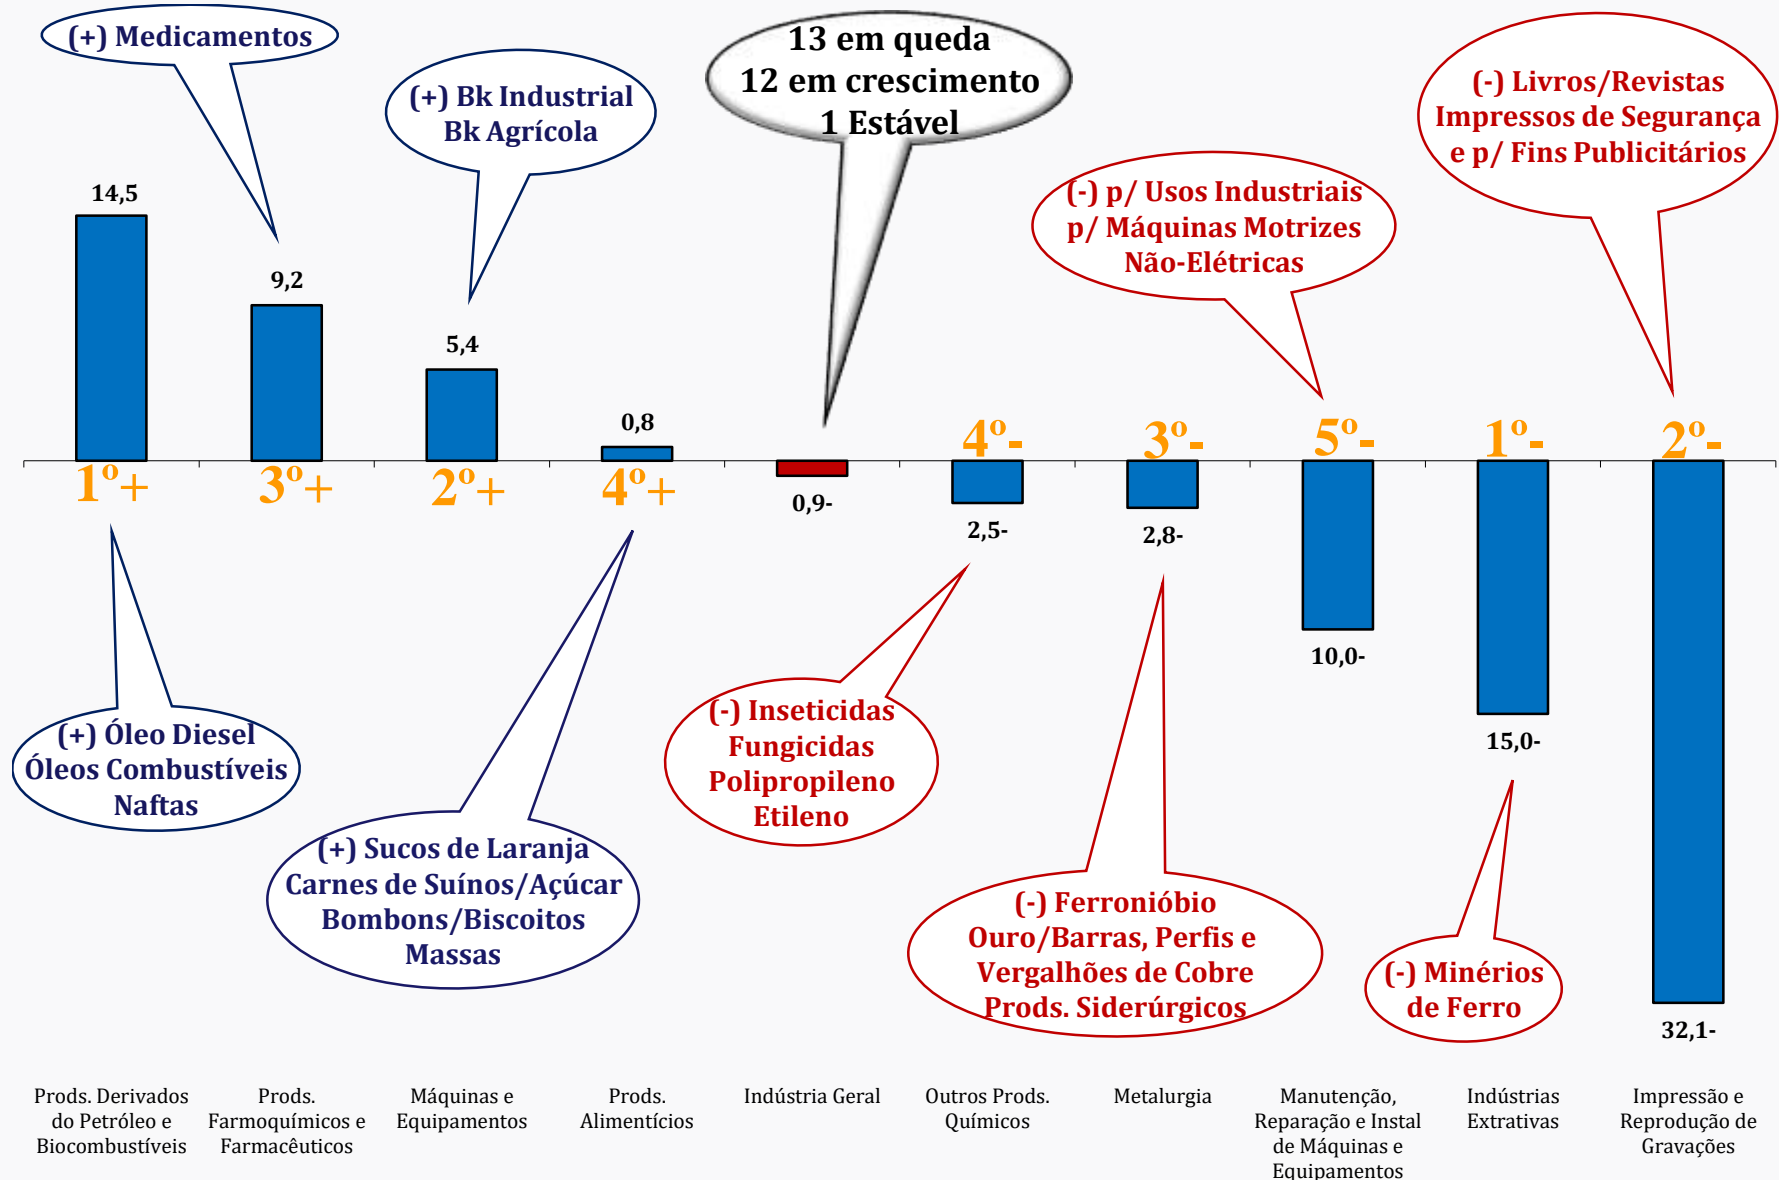 (+) Medicamentos
(+) Bk Industrial
Bk Agrícola
13 em queda
12 em crescimento
1 Estável
(-) p/ Usos Industriais
p/ Máquinas Motrizes
Não-Elétricas
(-) Livros/Revistas
Impressos de Segurança
e p/ Fins Publicitários
14,5
9,2
5,4
0,8
0,9-
2,5-
2,8-
10,0-
15,0-
32,1-
1º+
3º+
2º+
4º+
4º-
3º-
5º-
1º-
2º-
(+) Óleo Diesel
Óleos Combustíveis
Naftas
(+) Sucos de Laranja
Carnes de Suínos/Açúcar
Bombons/Biscoitos
Massas
(-) Inseticidas
Fungicidas
Polipropileno
Etileno
(-) Ferronióbio
Ouro/Barras, Perfis e
Vergalhões de Cobre
Prods. Siderúrgicos
(-) Minérios
de Ferro
Prods. Derivados
do Petróleo e
Biocombustíveis
Prods.
Farmoquímicos e
Farmacêuticos
Máquinas e
Equipamentos
Prods.
Alimentícios
Indústria Geral
Outros Prods.
Químicos
Metalurgia
Manutenção,
Reparação e Instal
de Máquinas e
Equipamentos
Indústrias
Extrativas
Impressão e
Reprodução de
Gravações